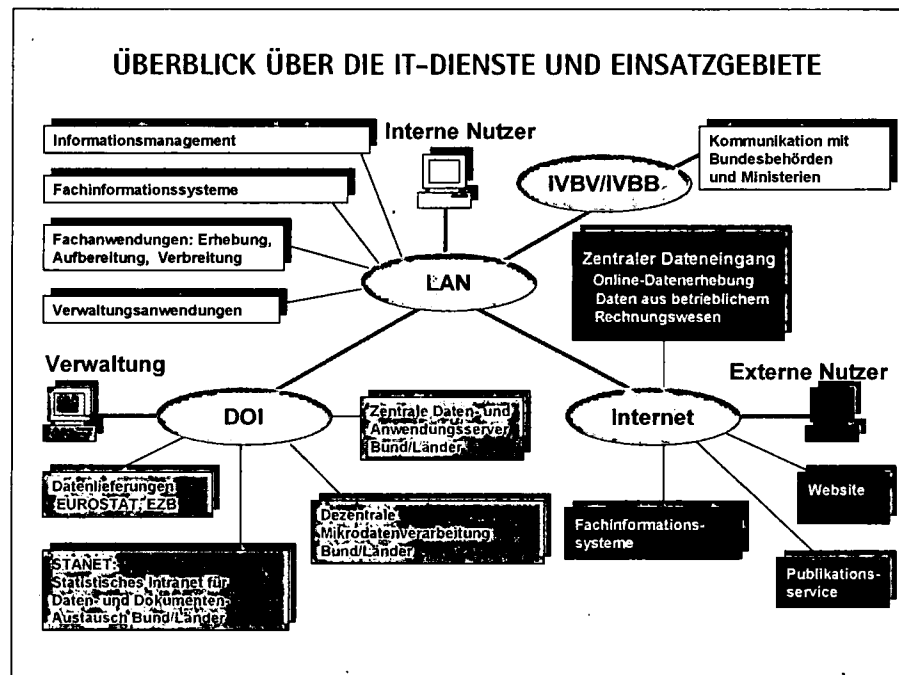 ÜBERBLICK ÜBER DIE IT-DIENSTE UND EINSATZGEBIETE
Informationsmanagement
Interne Nutzer
Kommunikation mit
Bundesbehörden
und Ministerien
IVBV/IVBB
Fachinformationssysteme
Fachanwendungen: Erhebung,
Aufbereitung, Verbreitung
Zentraler Dateneingang
Online-Datenerhebung
Daten aus betrieblichem
Rechnungswesen
LAN
Verwaltungsanwendungen
Verwaltung
Externe Nutzer
DOI
Zentrale Daten- und
Anwendungsserver
Bund/Länder
Internet
Datenlieferungen
EUROSTAT, EZB
Website
Dezentrale
Mikrodatenverarbeitung
Bund/Länder
Fachinformations-
systeme
STANET:
Statistisches Intranet für
Daten- und Dokumenten-
Austausch Bund/Länder
Publikations-
service